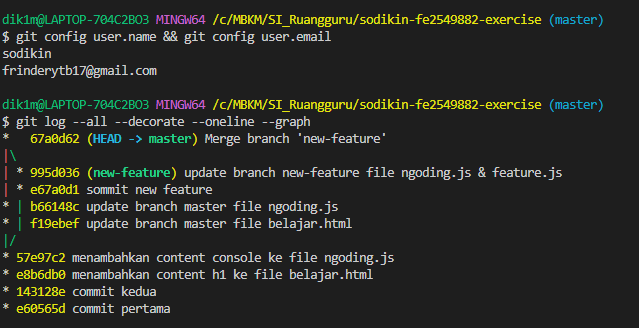 dik1m@LAPTOP-704C2BO3 MINGW64 /c/MBKM/SI_Ruangguru/sodikin-fe2549882-exercise (master)
$ git config user.name && git config user.email
sodikin
frinderytb17@gmail.com
dik1m@LAPTOP-704C2BO3 MINGW64 /c/MBKM/SI_Ruangguru/sodikin-fe2549882-exercise (master)
$ git log --all --decorate --oneline --graph
*   67a0d62 (HEAD -> master) Merge branch 'new-feature'
|\
| * 995d036 (new-feature) update branch new-feature file ngoding.js & feature.js
| * e67a0d1 sommit new feature
* | b66148c update branch master file ngoding.js
* | f19ebef update branch master file belajar.html
|/
* 57e97c2 menambahkan content console ke file ngoding.js
* e8b6db0 menambahkan content h1 ke file belajar.html
* 143128e commit kedua
* e60565d commit pertama